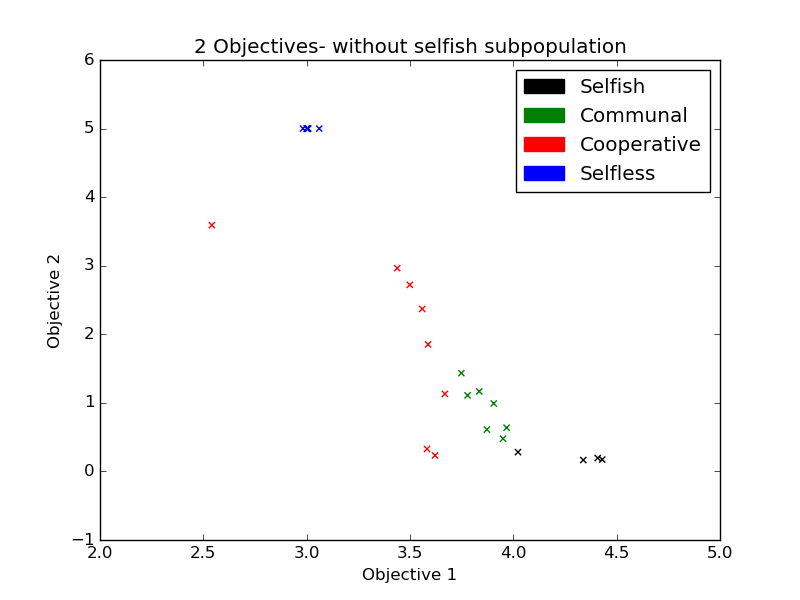 2 Objectives- without selfish subpopulation
Selfish
Communal
Cooperative
Selfless
6
5
4
3
2
1
0
−1
Objective 2
2.0 2.5 3.0 3.5 4.0 4.5 5.0
Objective 1